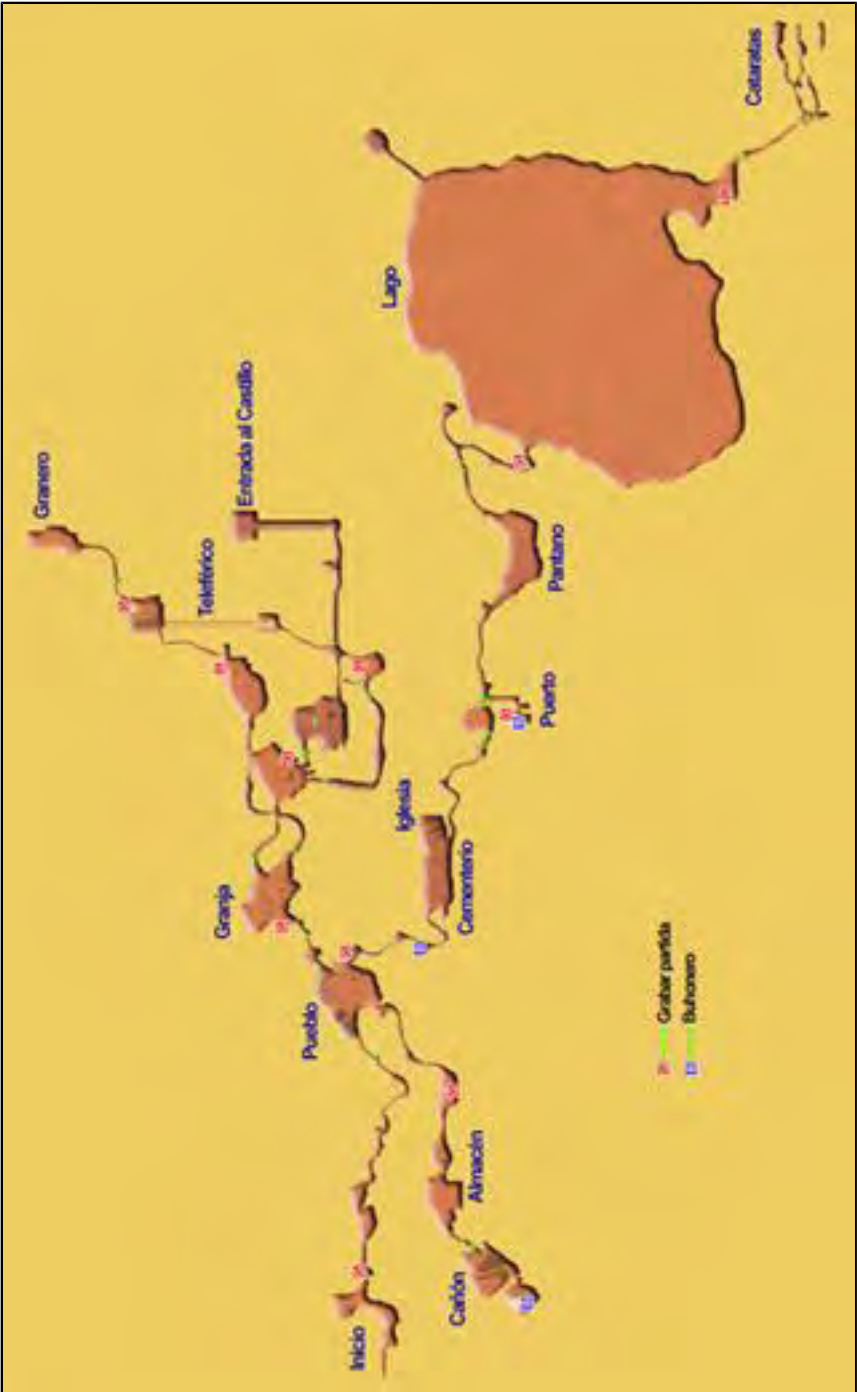 Cataratas
Lago
Granero
Entrada al Castillo
Teleférico
Pantano
Puerto
Iglesia
Cementerio
Granja
Pueblo
Almacén
Cañón
Inicio
Grabar partida
Buhonero